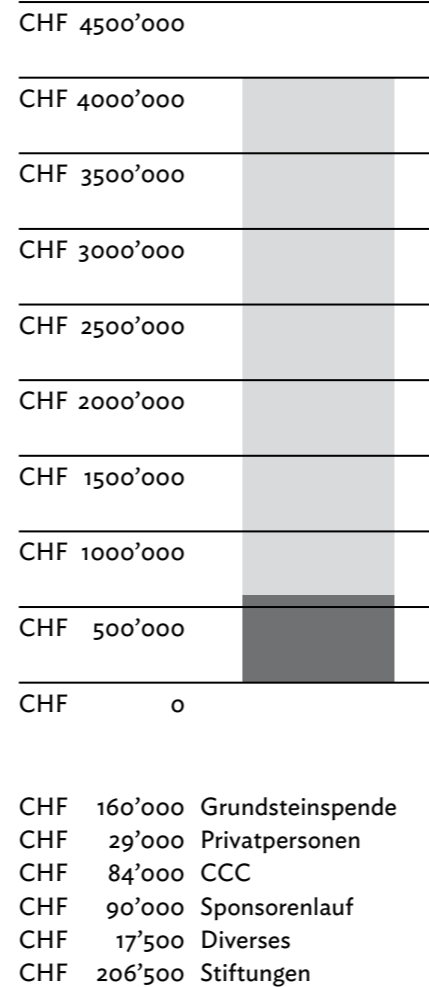 CHF 4500’000
CHF 4000’000
CHF 3500’000
CHF 3000’000
CHF 2500’000
CHF 2000’000
CHF 1500’000
CHF 1000’000
CHF 500’000
CHF 0
CHF 160’000 Grundsteinspende
CHF 29’000 Privatpersonen
CHF 84’000 CCC
CHF 90’000 Sponsorenlauf
CHF 17’500 Diverses
CHF 206’500 Stiftungen